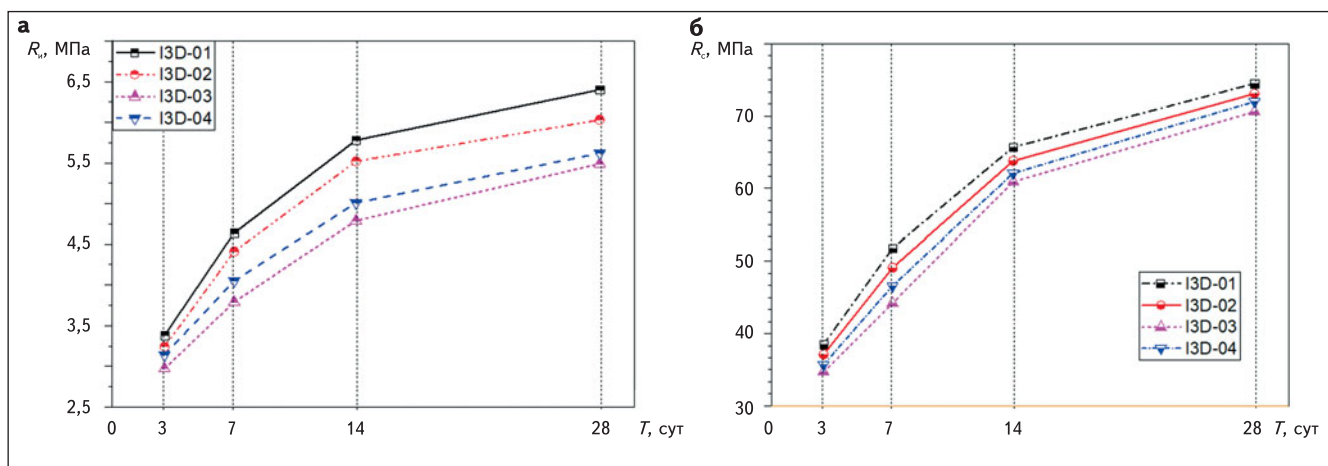 а
Rи, МПа
I3D-01
I3D-02
I3D-03
I3D-04
6,5
5,5
4,5
3,5
2,5
0 3 7 14 28 T, сут
б
Rс, МПа
70
60
50
40
30
I3D-01
I3D-02
I3D-03
I3D-04
0 3 7 14 28 T, сут